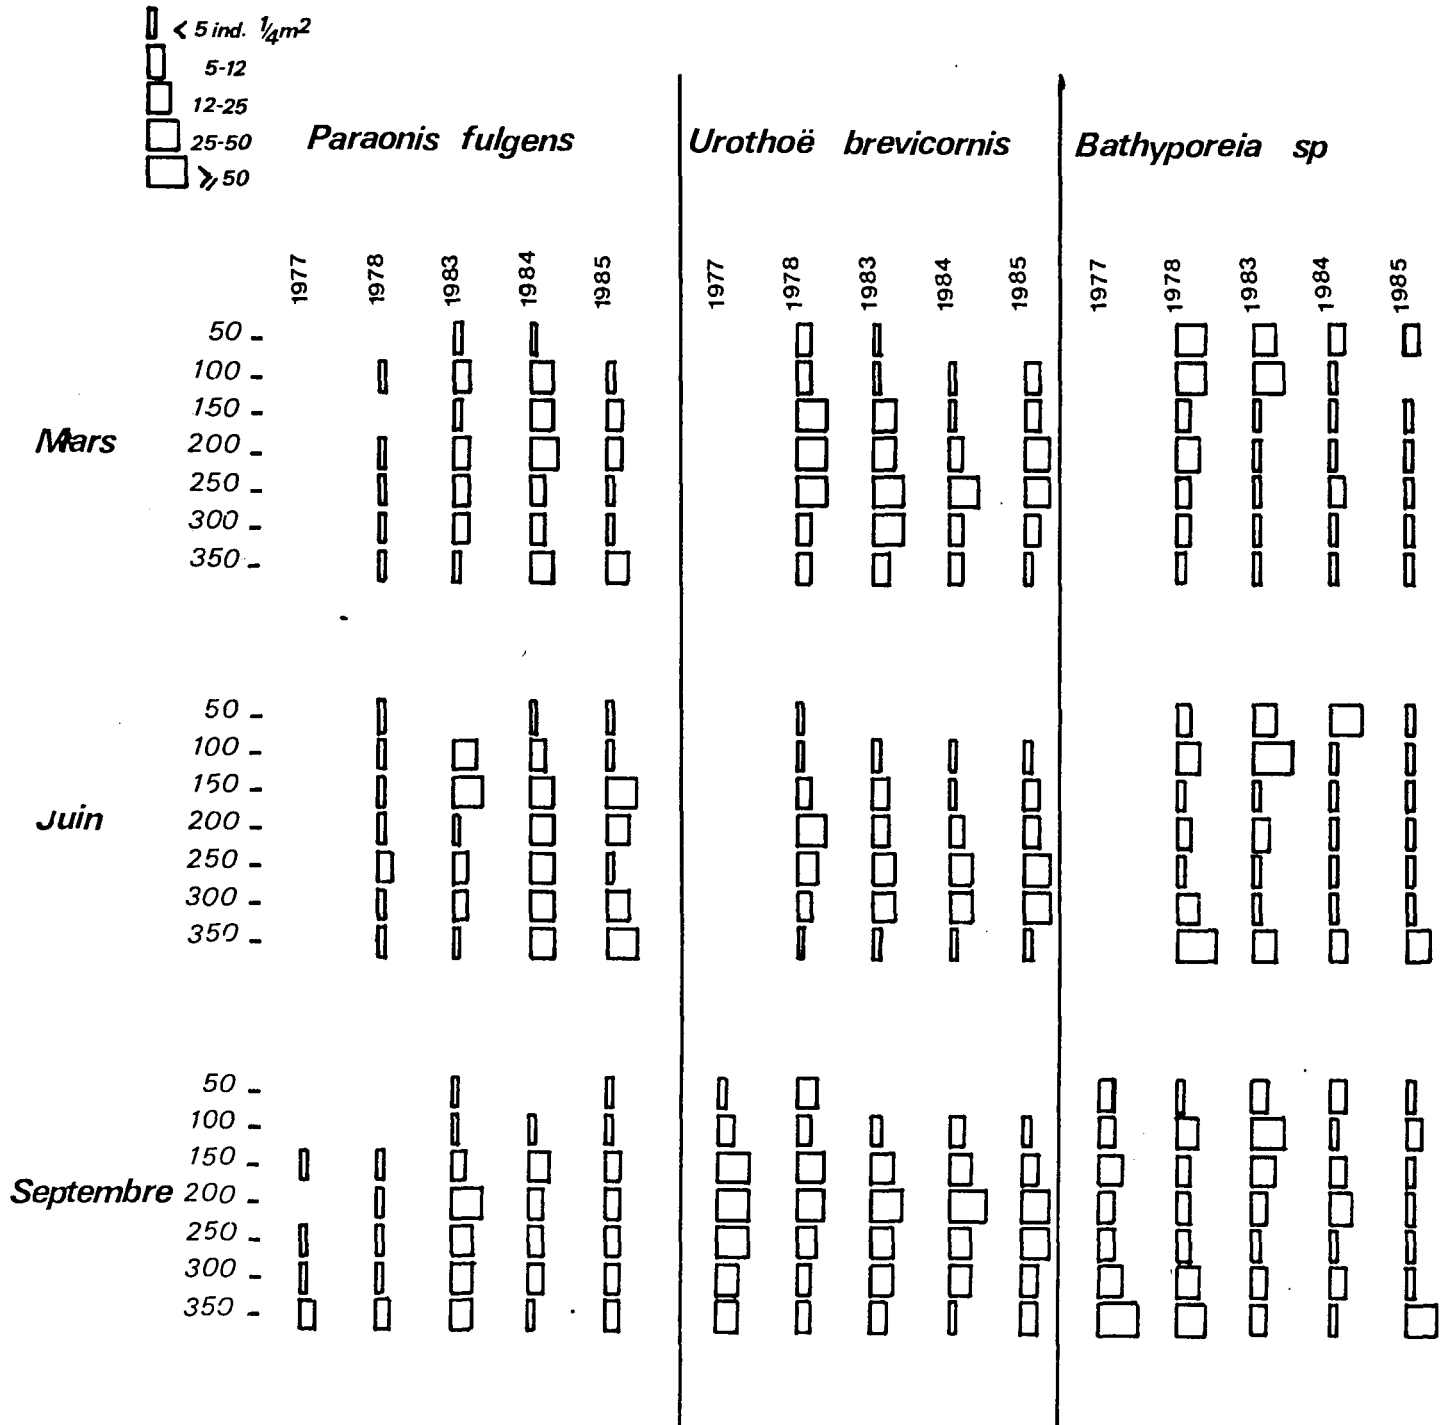 < 5 ind. 1/4m2
5-12
12-25
25-50
⩾ 50
Paraonis fulgens
Urothoë brevicornis
Bathyporeia sp
1977 1978 1983 1984 1985
1977 1978 1983 1984 1985
1977 1978 1983 1984 1985
Mars
50
100
150
200
250
300
350
Juin
50
100
150
200
250
300
350
Septembre
50
100
150
200
250
300
350